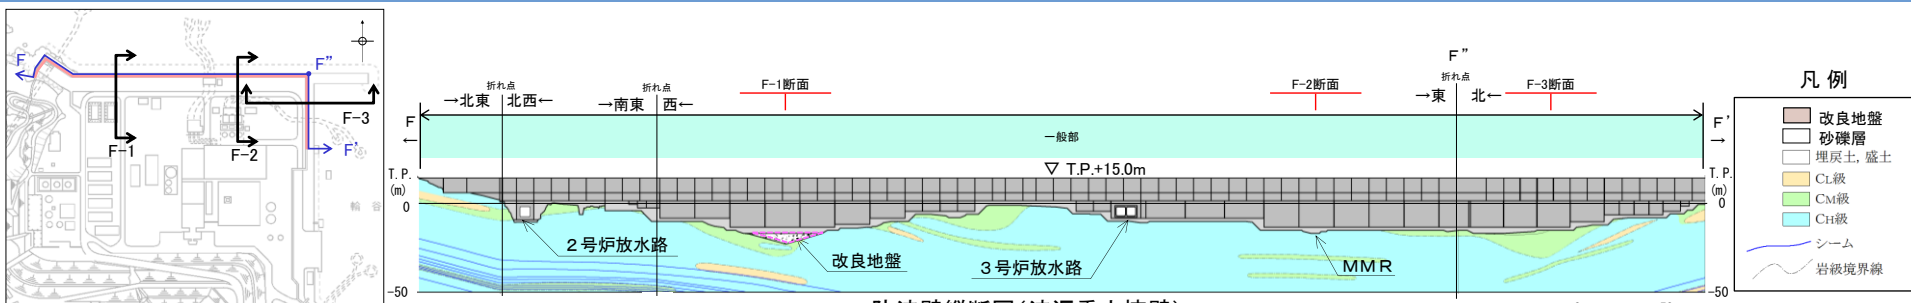 F
F"
F-3
F-1
F-2
F'
輪谷
F"
折れ点
折れ点
折れ点
F-1断面
F-2断面
F-3断面
→北東 北西←
→南東 西←
→東 北←
F
←
F'
→
一般部
▽ T.P.+15.0m
T.P.
(m)
0
-50
T.P.
(m)
0
-50
2号炉放水路
改良地盤
3号炉放水路
MMR
凡例
改良地盤
砂礫層
埋戻土, 盛土
CL級
CM級
CH級
シーム
岩級境界線